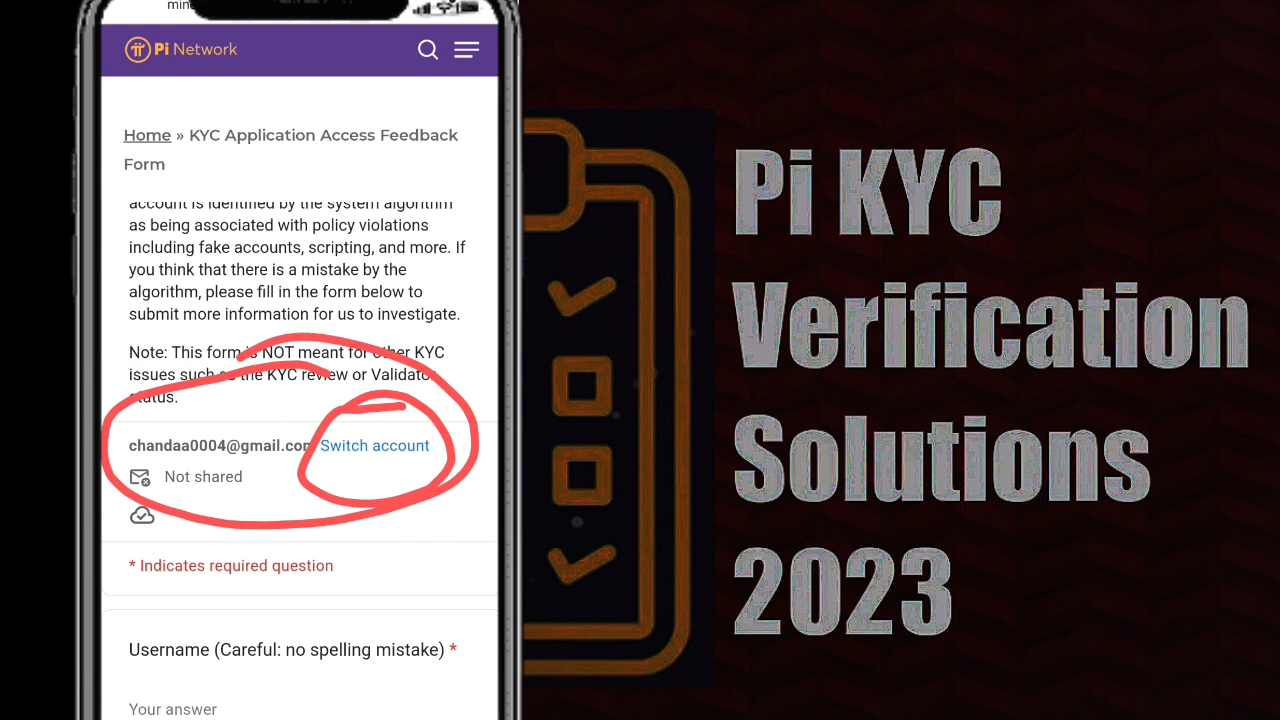 Pi Network
Home » KYC Application Access Feedback
Form
account is identified by the system algorithm
as being associated with policy violations
including fake accounts, scripting, and more. If
you think that there is a mistake by the
algorithm, please fill in the form below to
submit more information for us to investigate.
Note: This form is NOT meant for other KYC
issues such as the KYC review or Validator
status.
chandaa0004@gmail.com Switch account
Not shared
* Indicates required question
Username (Careful: no spelling mistake) *
Your answer
Pi KYC
Verification
Solutions
2023